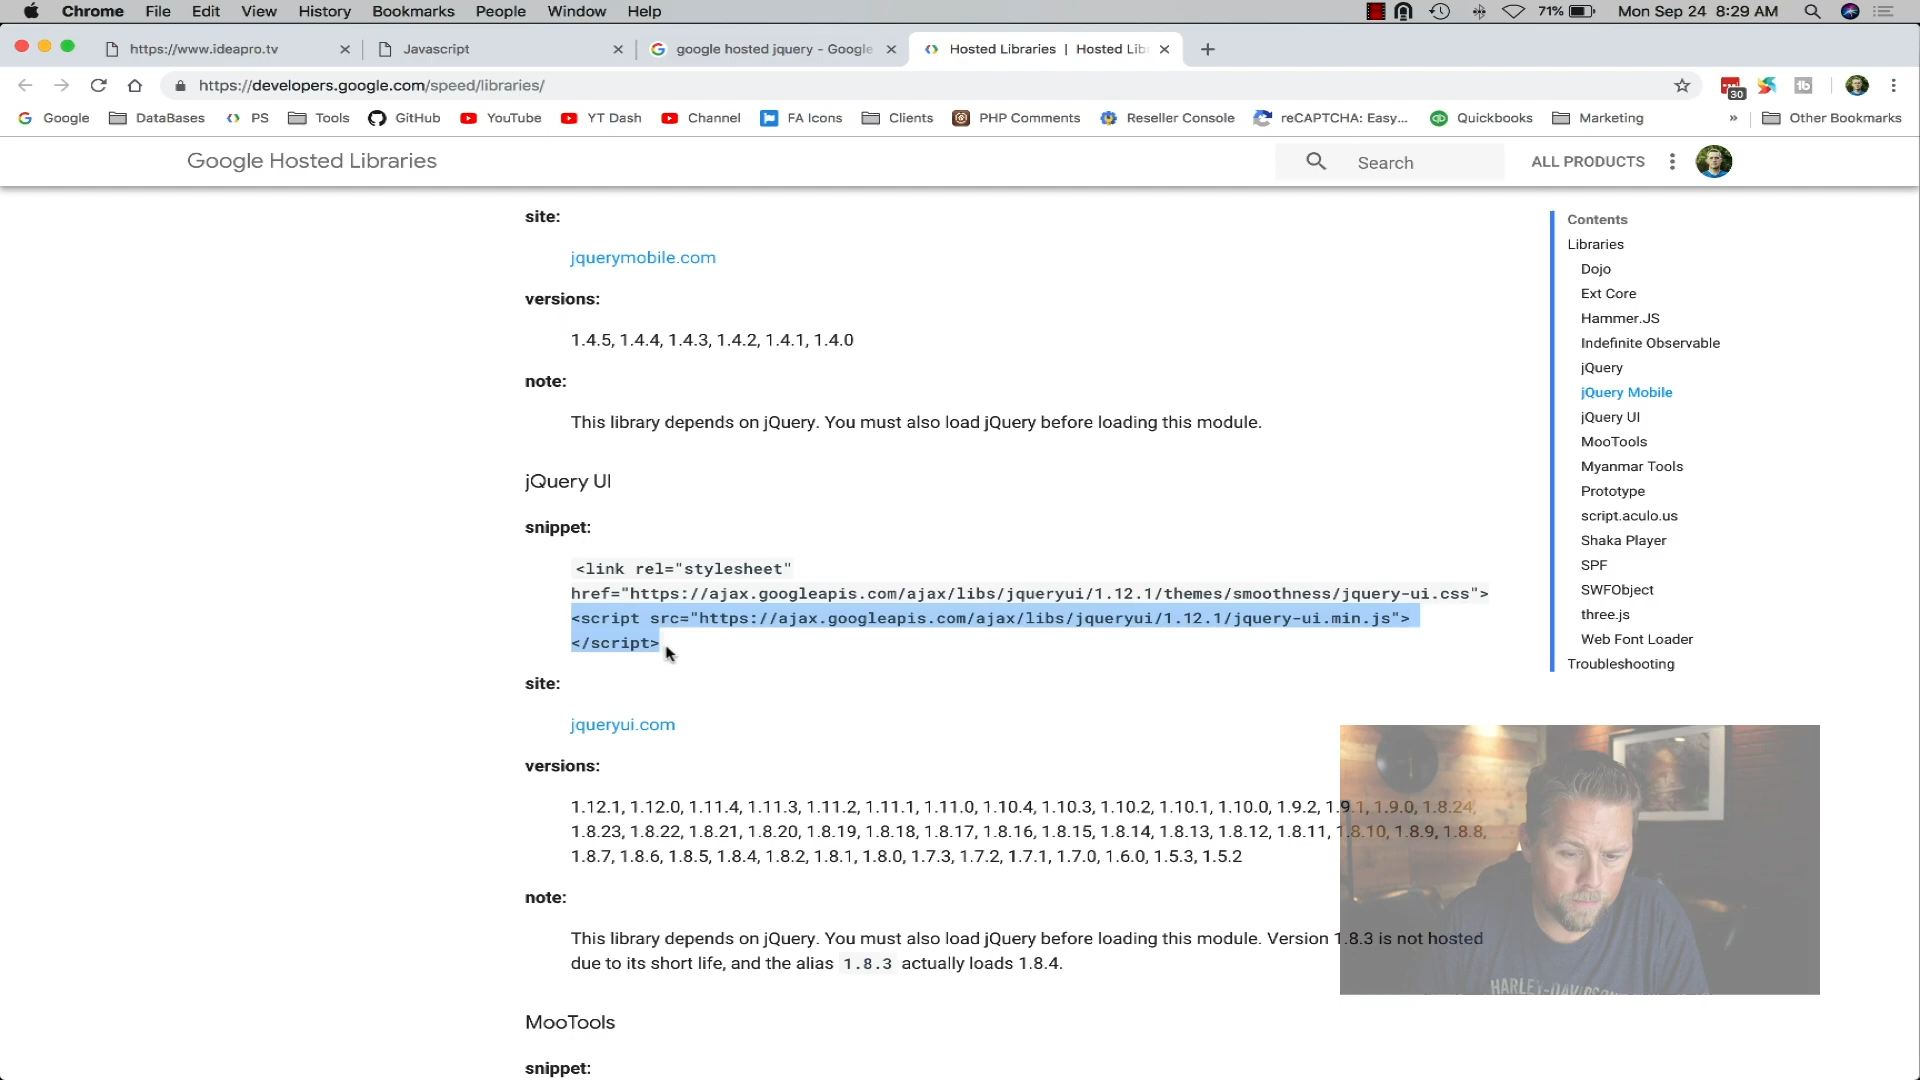 Chrome File Edit View History Bookmarks People Window Help 71% Mon Sep 24 8:29 AM
https://www.ideapro.tv Javascript google hosted jquery - Google Hosted Libraries | Hosted Lib
https://developers.google.com/speed/libraries/ 30
Google DataBases PS Tools GitHub YouTube YT Dash Channel FA Icons Clients PHP Comments Reseller Console reCAPTCHA: Easy... Quickbooks Marketing » Other Bookmarks
Google Hosted Libraries Search ALL PRODUCTS
site:
jquerymobile.com
versions:
1.4.5, 1.4.4, 1.4.3, 1.4.2, 1.4.1, 1.4.0
note:
This library depends on jQuery. You must also load jQuery before loading this module.
jQuery UI
snippet:
<link rel="stylesheet"
href="https://ajax.googleapis.com/ajax/libs/jqueryui/1.12.1/themes/smoothness/jquery-ui.css">
<script src="https://ajax.googleapis.com/ajax/libs/jqueryui/1.12.1/jquery-ui.min.js">
</script>
site:
jqueryui.com
versions:
1.12.1, 1.12.0, 1.11.4, 1.11.3, 1.11.2, 1.11.1, 1.11.0, 1.10.4, 1.10.3, 1.10.2, 1.10.1, 1.10.0, 1.9.2, 1.9.1, 1.9.0, 1.8.24,
1.8.23, 1.8.22, 1.8.21, 1.8.20, 1.8.19, 1.8.18, 1.8.17, 1.8.16, 1.8.15, 1.8.14, 1.8.13, 1.8.12, 1.8.11, 1.8.10, 1.8.9, 1.8.8,
1.8.7, 1.8.6, 1.8.5, 1.8.4, 1.8.2, 1.8.1, 1.8.0, 1.7.3, 1.7.2, 1.7.1, 1.7.0, 1.6.0, 1.5.3, 1.5.2
note:
This library depends on jQuery. You must also load jQuery before loading this module. Version 1.8.3 is not hosted
due to its short life, and the alias 1.8.3 actually loads 1.8.4.
MooTools
snippet:
Contents
Libraries
Dojo
Ext Core
Hammer.JS
Indefinite Observable
jQuery
jQuery Mobile
jQuery UI
MooTools
Myanmar Tools
Prototype
script.aculo.us
Shaka Player
SPF
SWFObject
three.js
Web Font Loader
Troubleshooting
HARLEY-DAVIDSON